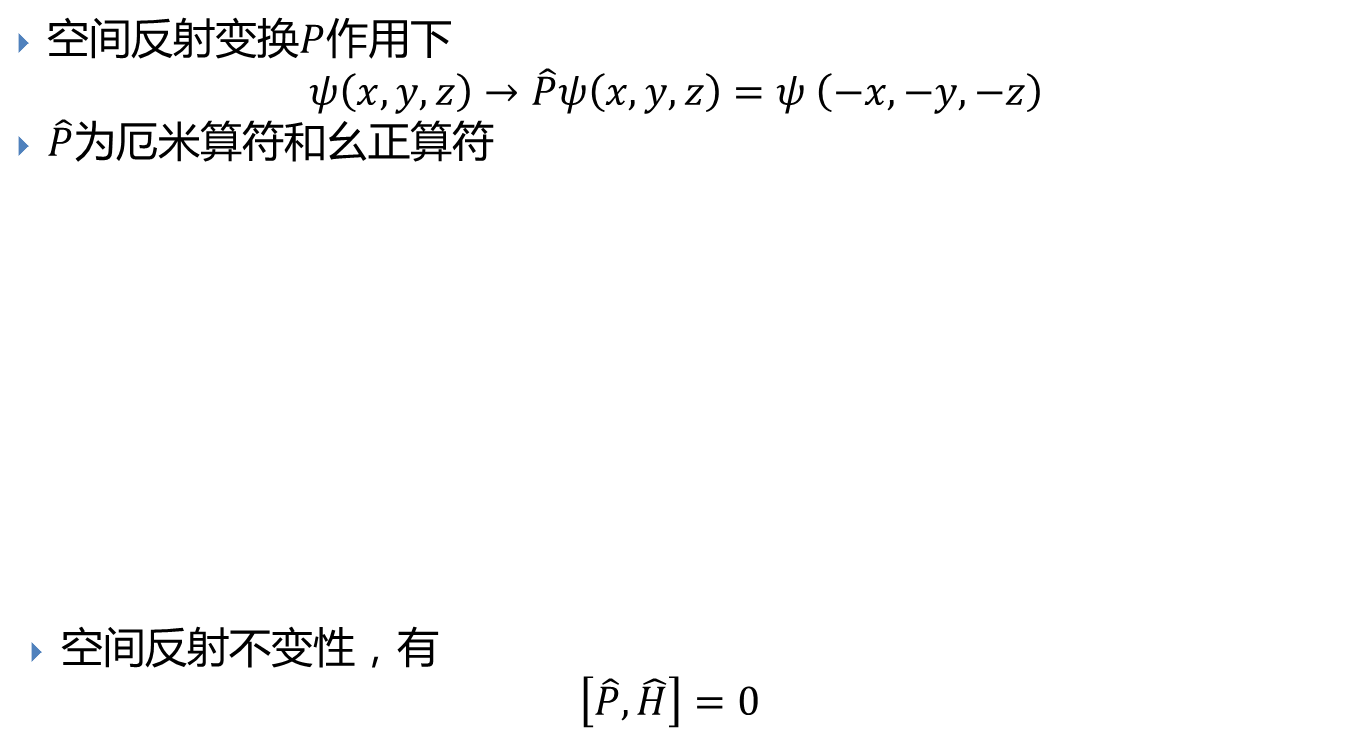 空间反射变换P作用下
ψ(x, y, z) → P̂ψ(x, y, z) = ψ (−x, −y, −z)
P̂为厄米算符和幺正算符
空间反射不变性，有
[P̂, Ĥ] = 0